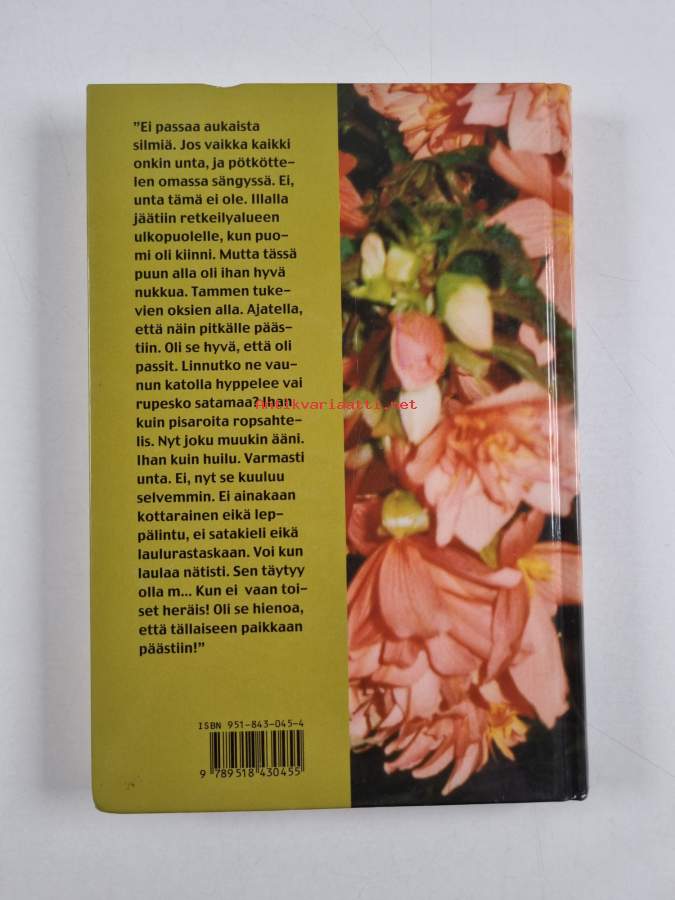 ”Ei passaa aukaista
silmiä. Jos vaikka kaikki
onkin unta, ja pötkötte-
len omassa sängyssä. Ei,
unta tämä ei ole. Illalla
jäätiin retkeilyalueen
ulkopuolelle, kun puo-
mi oli kiinni. Mutta tässä
puun alla oli ihan hyvä
nukkua. Tammen tuke-
vien oksien alla. Ajatella,
että näin pitkälle pääs-
tiin. Oli se hyvä, että oli
passit. Linnutko ne vau-
nun katolla hyppelee vai
rupesko satamaa? Ihan
Antikvariaatti.net
kuin pisaroita ropsahte-
lis. Nyt joku muukin ääni.
Ihan kuin huilu. Varmasti
unta. Ei, nyt se kuuluu
selvemmin. Ei ainakaan
kottarainen eikä lep-
pälintu, ei satakieli eikä
laulurastaskaan. Voi kun
laulaa nätisti. Sen täytyy
olla m... Kun ei vaan toi-
set heräis! Oli se hienoa,
että tällaiseen paikkaan
päästiin!”
ISBN 951-843-045-4
9 789518 430455